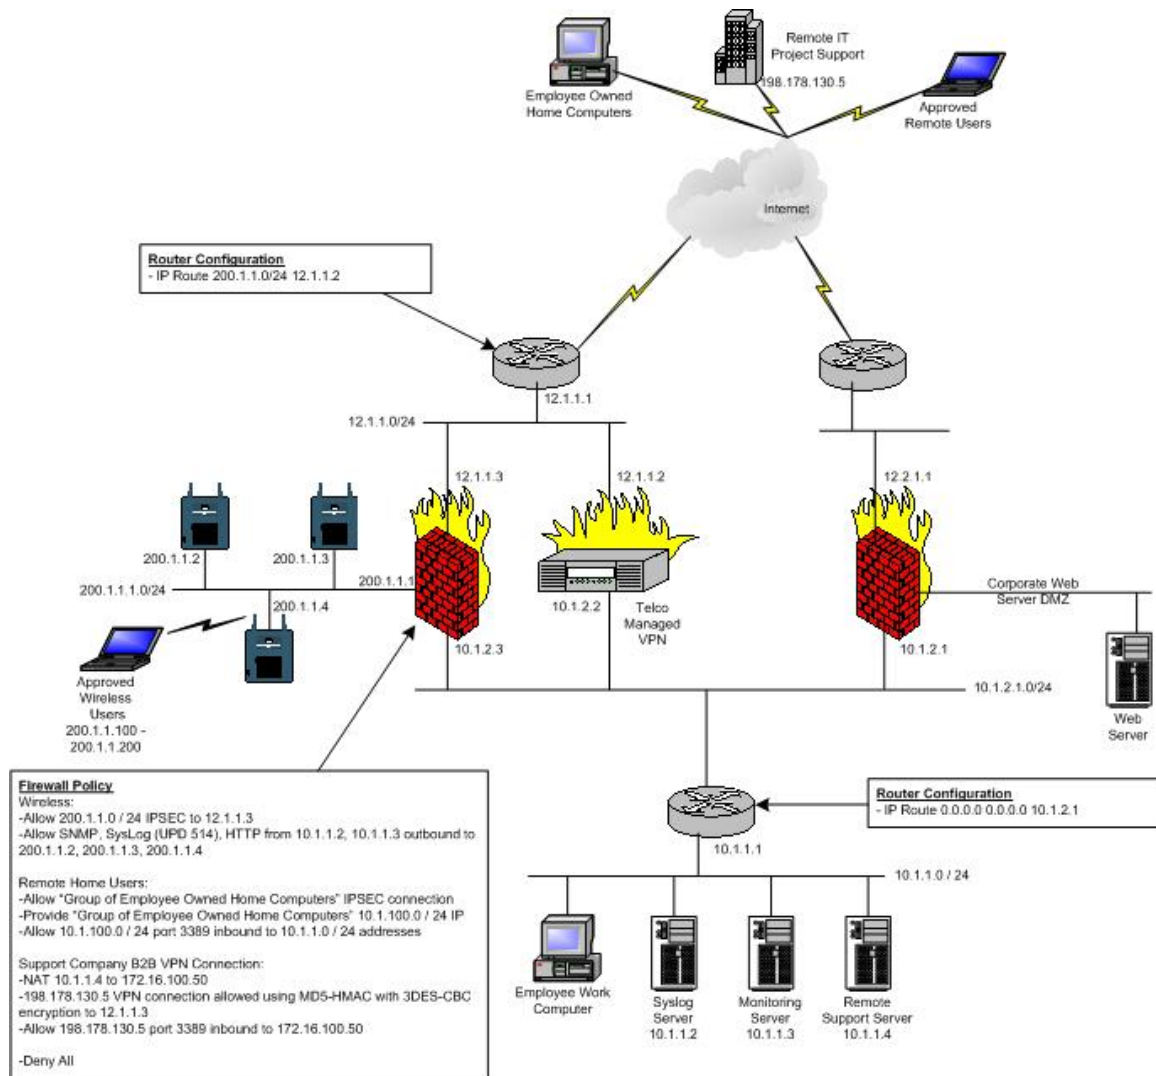 Remote IT
Project Support
198.178.130.5
Employee Owned
Home Computers
Approved
Remote Users
Internet
Router Configuration
- IP Route 200.1.1.0/24 12.1.1.2
12.1.1.1
12.1.1.0/24
12.1.1.3
12.1.1.2
12.2.1.1
200.1.1.2
200.1.1.3
200.1.1.1
200.1.1.1.0/24
200.1.1.4
10.1.2.2
Telco
Managed
VPN
Corporate Web
Server DMZ
10.1.2.3
10.1.2.1
Approved
Wireless
Users
200.1.1.100 -
200.1.1.200
10.1.2.1.0/24
Web
Server
Firewall Policy
Wireless:
-Allow 200.1.1.0 / 24 IPSEC to 12.1.1.3
-Allow SNMP, SysLog (UPD 514), HTTP from 10.1.1.2, 10.1.1.3 outbound to
200.1.1.2, 200.1.1.3, 200.1.1.4
Remote Home Users:
-Allow "Group of Employee Owned Home Computers" IPSEC connection
-Provide "Group of Employee Owned Home Computers" 10.1.100.0 / 24 IP
-Allow 10.1.100.0 / 24 port 3389 inbound to 10.1.1.0 / 24 addresses
Support Company B2B VPN Connection:
-NAT 10.1.1.4 to 172.16.100.50
-198.178.130.5 VPN connection allowed using MD5-HMAC with 3DES-CBC
encryption to 12.1.1.3
-Allow 198.178.130.5 port 3389 inbound to 172.16.100.50
-Deny All
Router Configuration
- IP Route 0.0.0.0 0.0.0.0 10.1.2.1
10.1.1.1
10.1.1.0 / 24
Employee Work
Computer
Syslog
Server
10.1.1.2
Monitoring
Server
10.1.1.3
Remote
Support Server
10.1.1.4